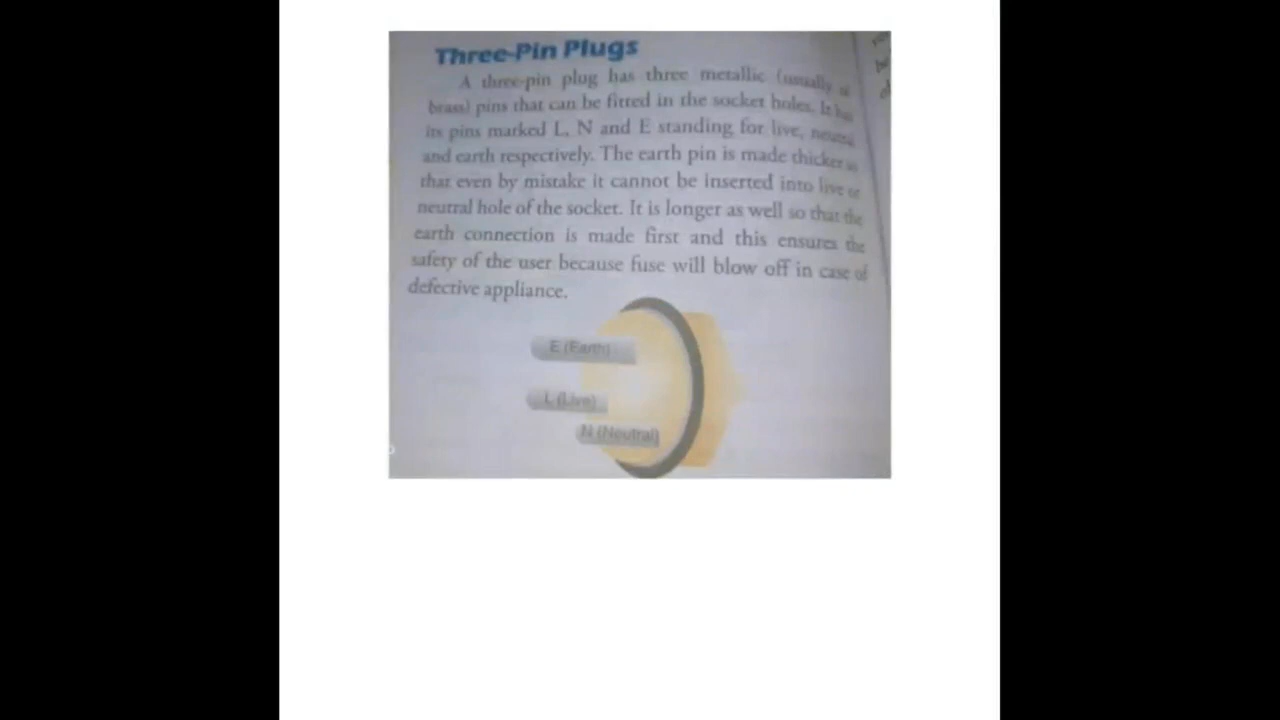 Three-Pin Plugs
A three-pin plug has three metallic (usually of
brass) pins that can be fitted in the socket holes. It has
its pins marked L, N and E standing for live, neutral
and earth respectively. The earth pin is made thicker so
that even by mistake it cannot be inserted into live or
neutral hole of the socket. It is longer as well so that the
earth connection is made first and this ensures the
safety of the user because fuse will blow off in case of
defective appliance.
E (Earth)
L (Live)
N (Neutral)